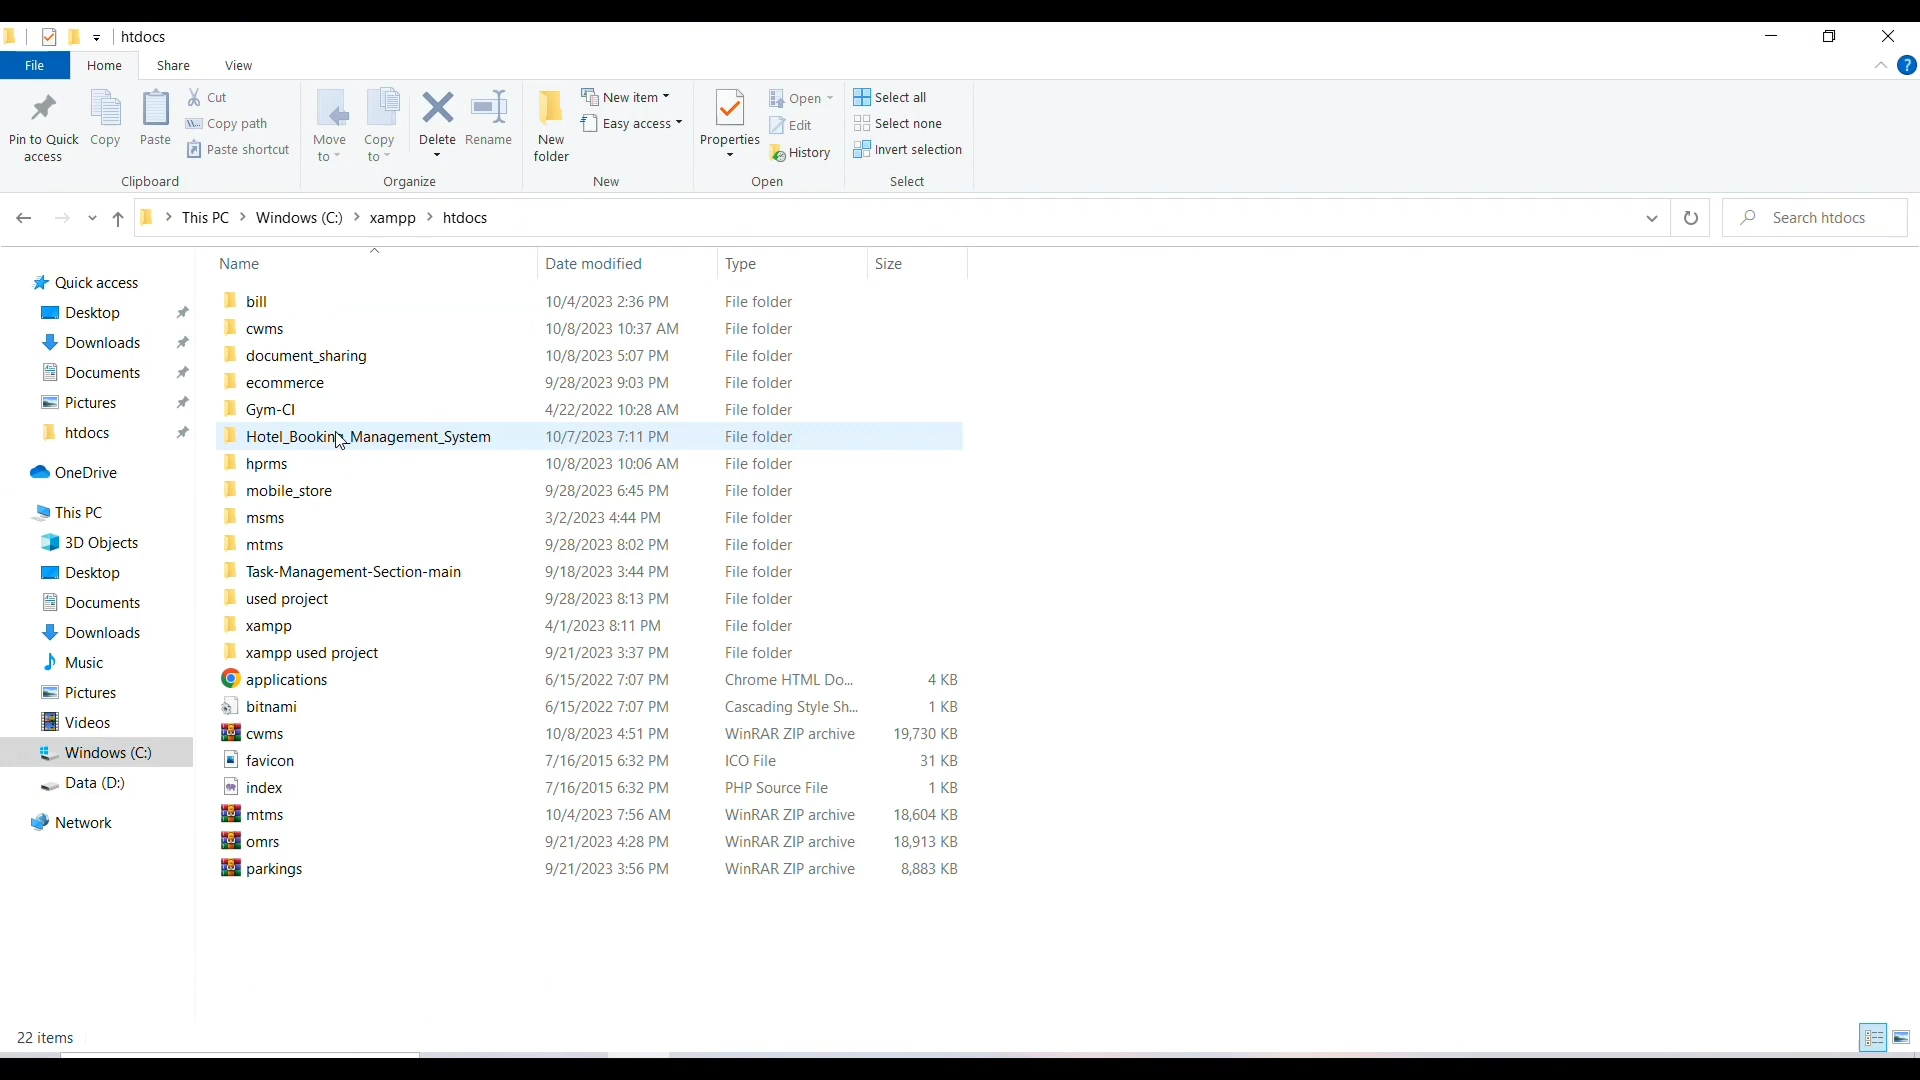 htdocs
File Home Share View
Pin to Quick access
Copy
Paste
Cut
Copy path
Paste shortcut
Clipboard
Move to
Copy to
Delete
Rename
Organize
New folder
New item
Easy access
New
Properties
Open
Edit
History
Open
Select all
Select none
Invert selection
Select
This PC > Windows (C:) > xampp > htdocs
Search htdocs
Quick access
Desktop
Downloads
Documents
Pictures
htdocs
OneDrive
This PC
3D Objects
Desktop
Documents
Downloads
Music
Pictures
Videos
Windows (C:)
Data (D:)
Network
Name Date modified Type Size
bill 10/4/2023 2:36 PM File folder
cwms 10/8/2023 10:37 AM File folder
document_sharing 10/8/2023 5:07 PM File folder
ecommerce 9/28/2023 9:03 PM File folder
Gym-CI 4/22/2022 10:28 AM File folder
Hotel_Booking_Management_System 10/7/2023 7:11 PM File folder
hprms 10/8/2023 10:06 AM File folder
mobile_store 9/28/2023 6:45 PM File folder
msms 3/2/2023 4:44 PM File folder
mtms 9/28/2023 8:02 PM File folder
Task-Management-Section-main 9/18/2023 3:44 PM File folder
used project 9/28/2023 8:13 PM File folder
xampp 4/1/2023 8:11 PM File folder
xampp used project 9/21/2023 3:37 PM File folder
applications 6/15/2022 7:07 PM Chrome HTML Do... 4 KB
bitnami 6/15/2022 7:07 PM Cascading Style Sh... 1 KB
cwms 10/8/2023 4:51 PM WinRAR ZIP archive 19,730 KB
favicon 7/16/2015 6:32 PM ICO File 31 KB
index 7/16/2015 6:32 PM PHP Source File 1 KB
mtms 10/4/2023 7:56 AM WinRAR ZIP archive 18,604 KB
omrs 9/21/2023 4:28 PM WinRAR ZIP archive 18,913 KB
parkings 9/21/2023 3:56 PM WinRAR ZIP archive 8,883 KB
22 items